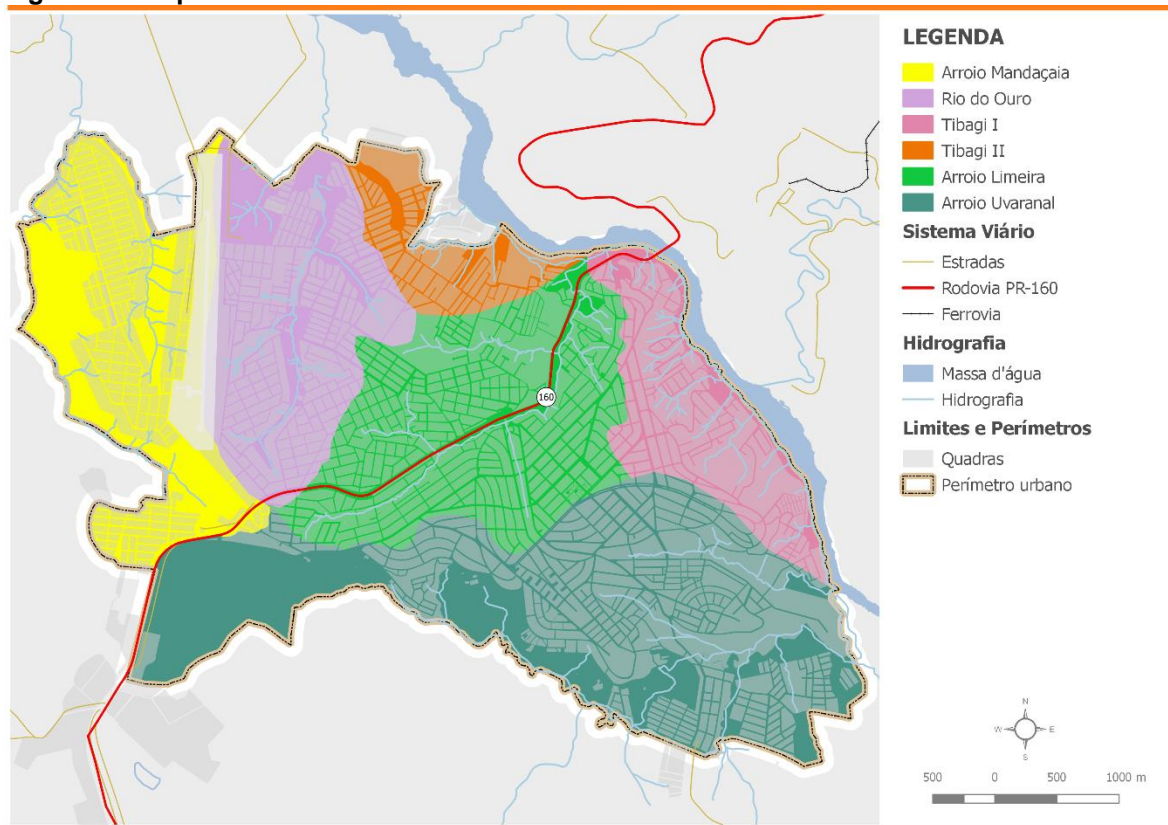 LEGENDA
Arroio Mandaçaia
Rio do Ouro
Tibagi I
Tibagi II
Arroio Limeira
Arroio Uvaranal
Sistema Viário
Estradas
Rodovia PR-160
Ferrovia
Hidrografia
Massa d'água
Hidrografia
Limites e Perímetros
Quadras
Perímetro urbano
160
N
W E
S
500 0 500 1000 m